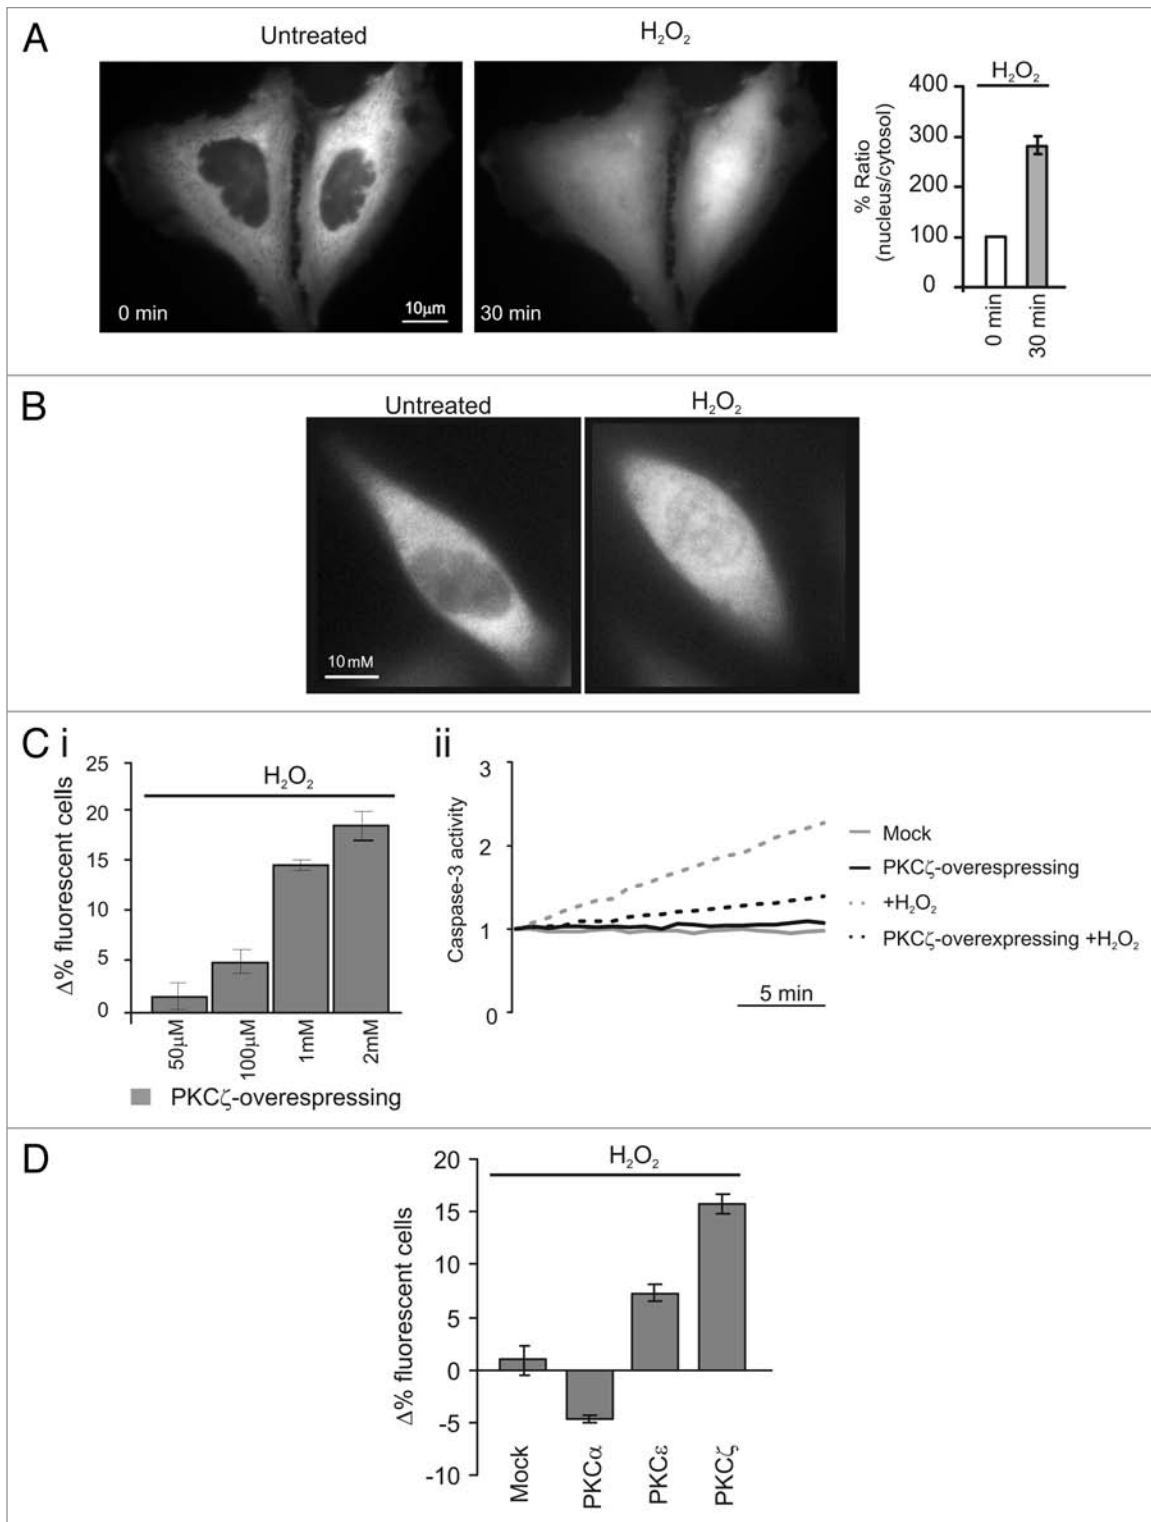 A
Untreated
H₂O₂
0 min
10μm
30 min
H₂O₂
400
300
200
100
0
% Ratio
(nucleus/cytosol)
0 min
30 min
B
Untreated
H₂O₂
10 mM
C i
25
20
15
10
5
0
Δ% fluorescent cells
H₂O₂
50μM
100μM
1mM
2mM
PKCζ-overespressing
ii
3
2
1
0
Caspase-3 activity
5 min
Mock
PKCζ-overespressing
+H₂O₂
PKCζ-overexpressing +H₂O₂
D
20
15
10
5
0
-5
-10
Δ% fluorescent cells
H₂O₂
Mock
PKCα
PKCε
PKCζ